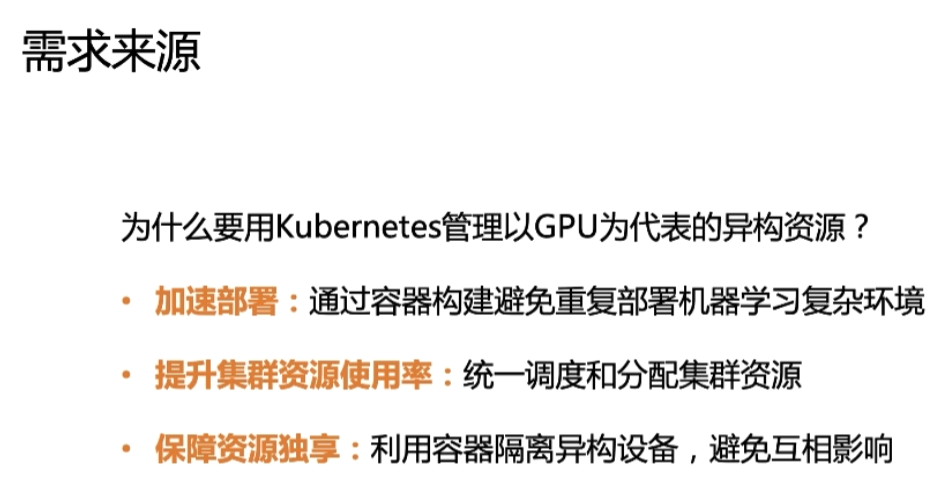 需求来源
为什么要用Kubernetes管理以GPU为代表的异构资源？
• 加速部署：通过容器构建避免重复部署机器学习复杂环境
• 提升集群资源使用率：统一调度和分配集群资源
• 保障资源独享：利用容器隔离异构设备，避免互相影响